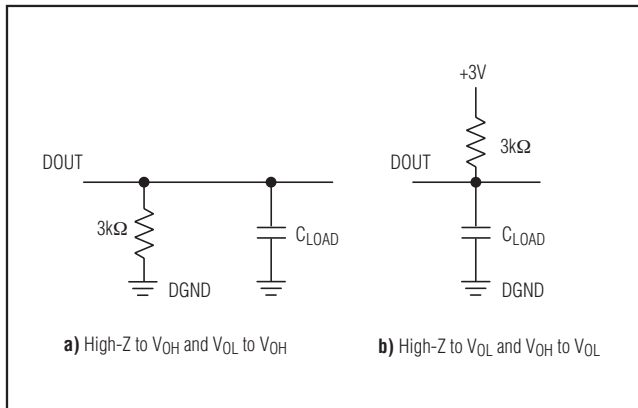 DOUT
3kΩ
C_LOAD
DGND
a) High-Z to V_OH and V_OL to V_OH
+3V
3kΩ
DOUT
C_LOAD
DGND
b) High-Z to V_OL and V_OH to V_OL